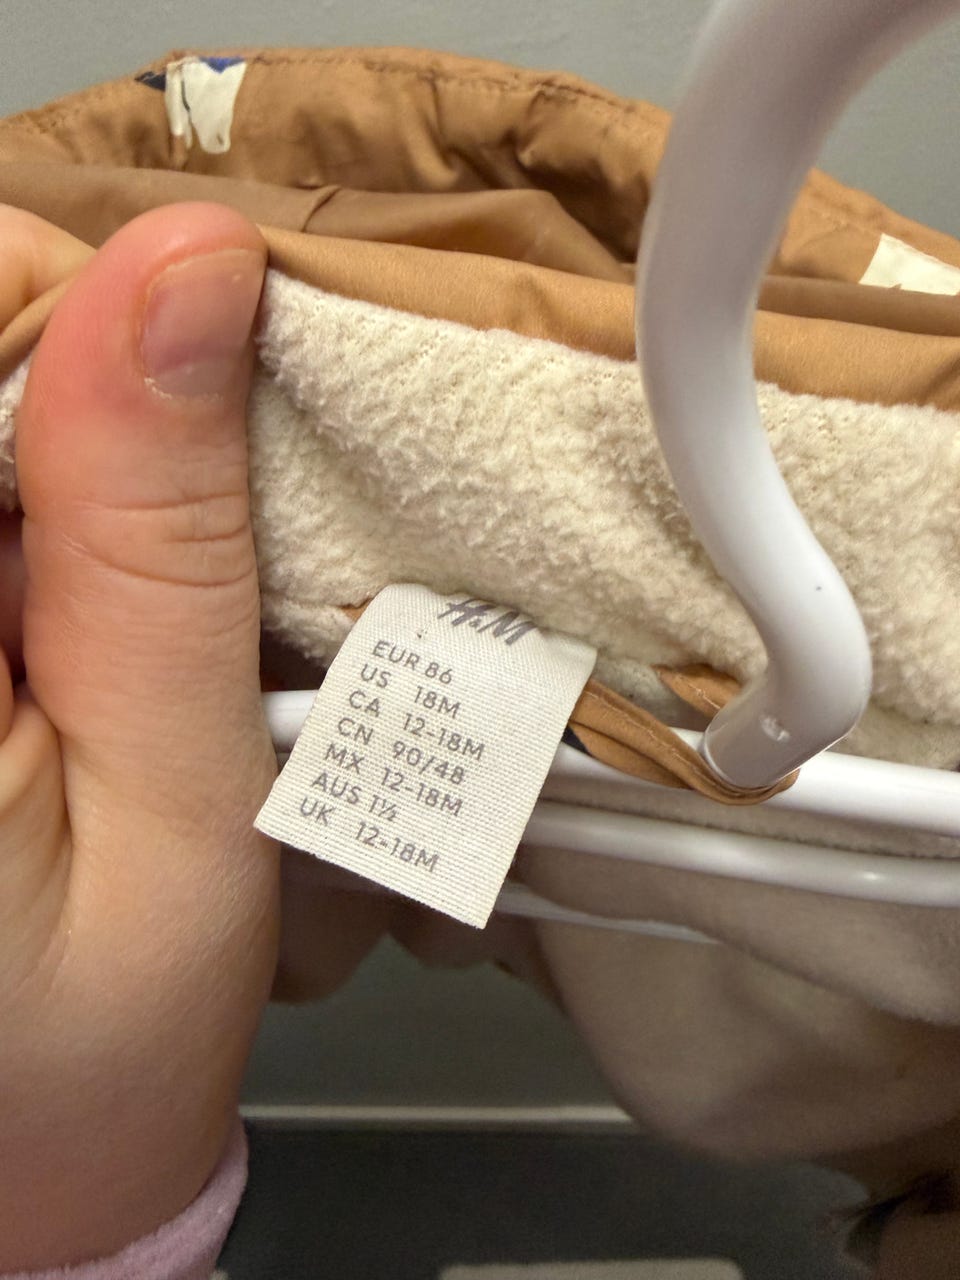 H&M
EUR 86
US 18M
CA 12-18M
CN 90/48
MX 12-18M
AUS 1½
UK 12-18M